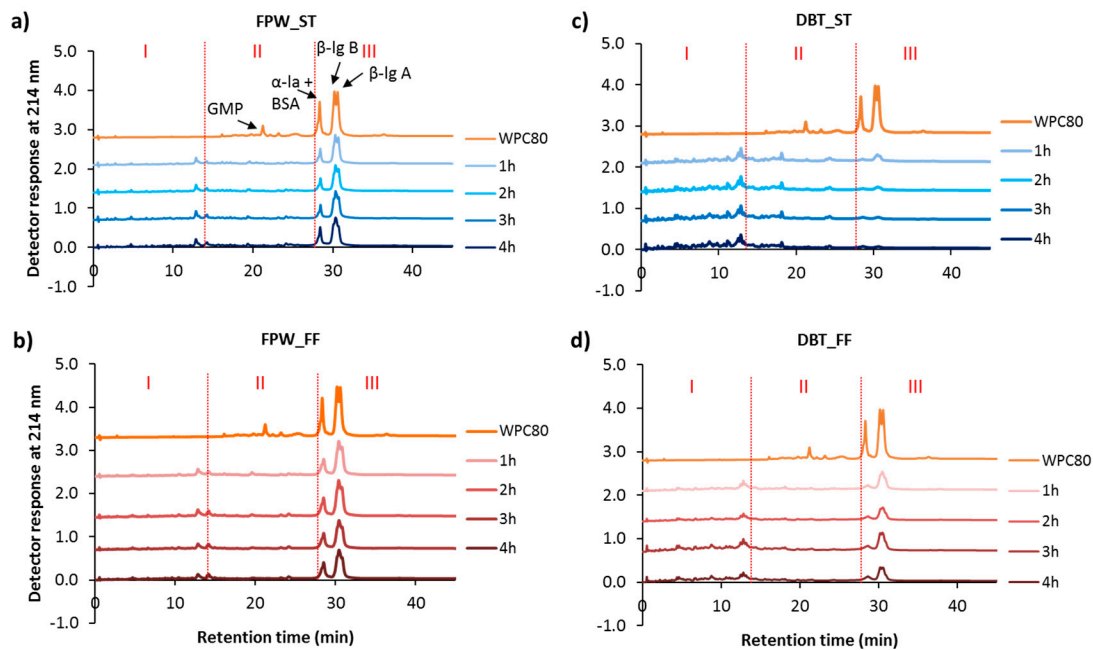 a)
FPW_ST
Detector response at 214 nm
5.0
4.0
3.0
2.0
1.0
0.0
-1.0
0
10
20
30
40
I
II
III
GMP
α-la +
BSA
β-lg B
β-lg A
WPC80
1h
2h
3h
4h
c)
DBT_ST
5.0
4.0
3.0
2.0
1.0
0.0
-1.0
0
10
20
30
40
I
II
III
WPC80
1h
2h
3h
4h
b)
FPW_FF
Detector response at 214 nm
5.0
4.0
3.0
2.0
1.0
0.0
-1.0
0
10
20
30
40
Retention time (min)
I
II
III
WPC80
1h
2h
3h
4h
d)
DBT_FF
5.0
4.0
3.0
2.0
1.0
0.0
-1.0
0
10
20
30
40
Retention time (min)
I
II
III
WPC80
1h
2h
3h
4h